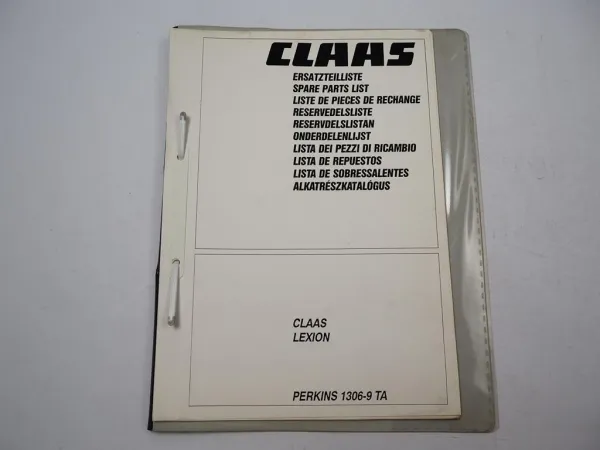 CLAAS
ERSATZTEILLISTE
SPARE PARTS LIST
LISTE DE PIECES DE RECHANGE
RESERVEDELSLISTE
RESERVDELSLISTAN
ONDERDELENLIJST
LISTA DEI PEZZI DI RICAMBIO
LISTA DE REPUESTOS
LISTA DE SOBRESSALENTES
ALKATRÉSZKATALÓGUS
CLAAS
LEXION
PERKINS 1306-9 TA